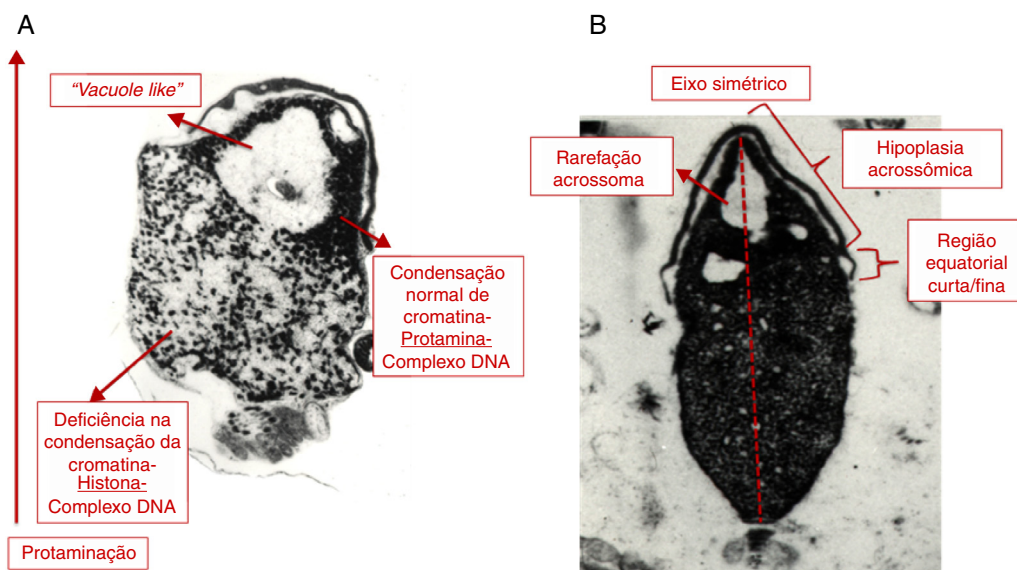 A
"Vacuole like"
Condensação
normal de
cromatina-
Protamina-
Complexo DNA
Deficiência na
condensação da
cromatina-
Histona-
Complexo DNA
Protaminação
B
Eixo simétrico
Rarefação
acrossoma
Hipoplasia
acrossômica
Região
equatorial
curta/fina